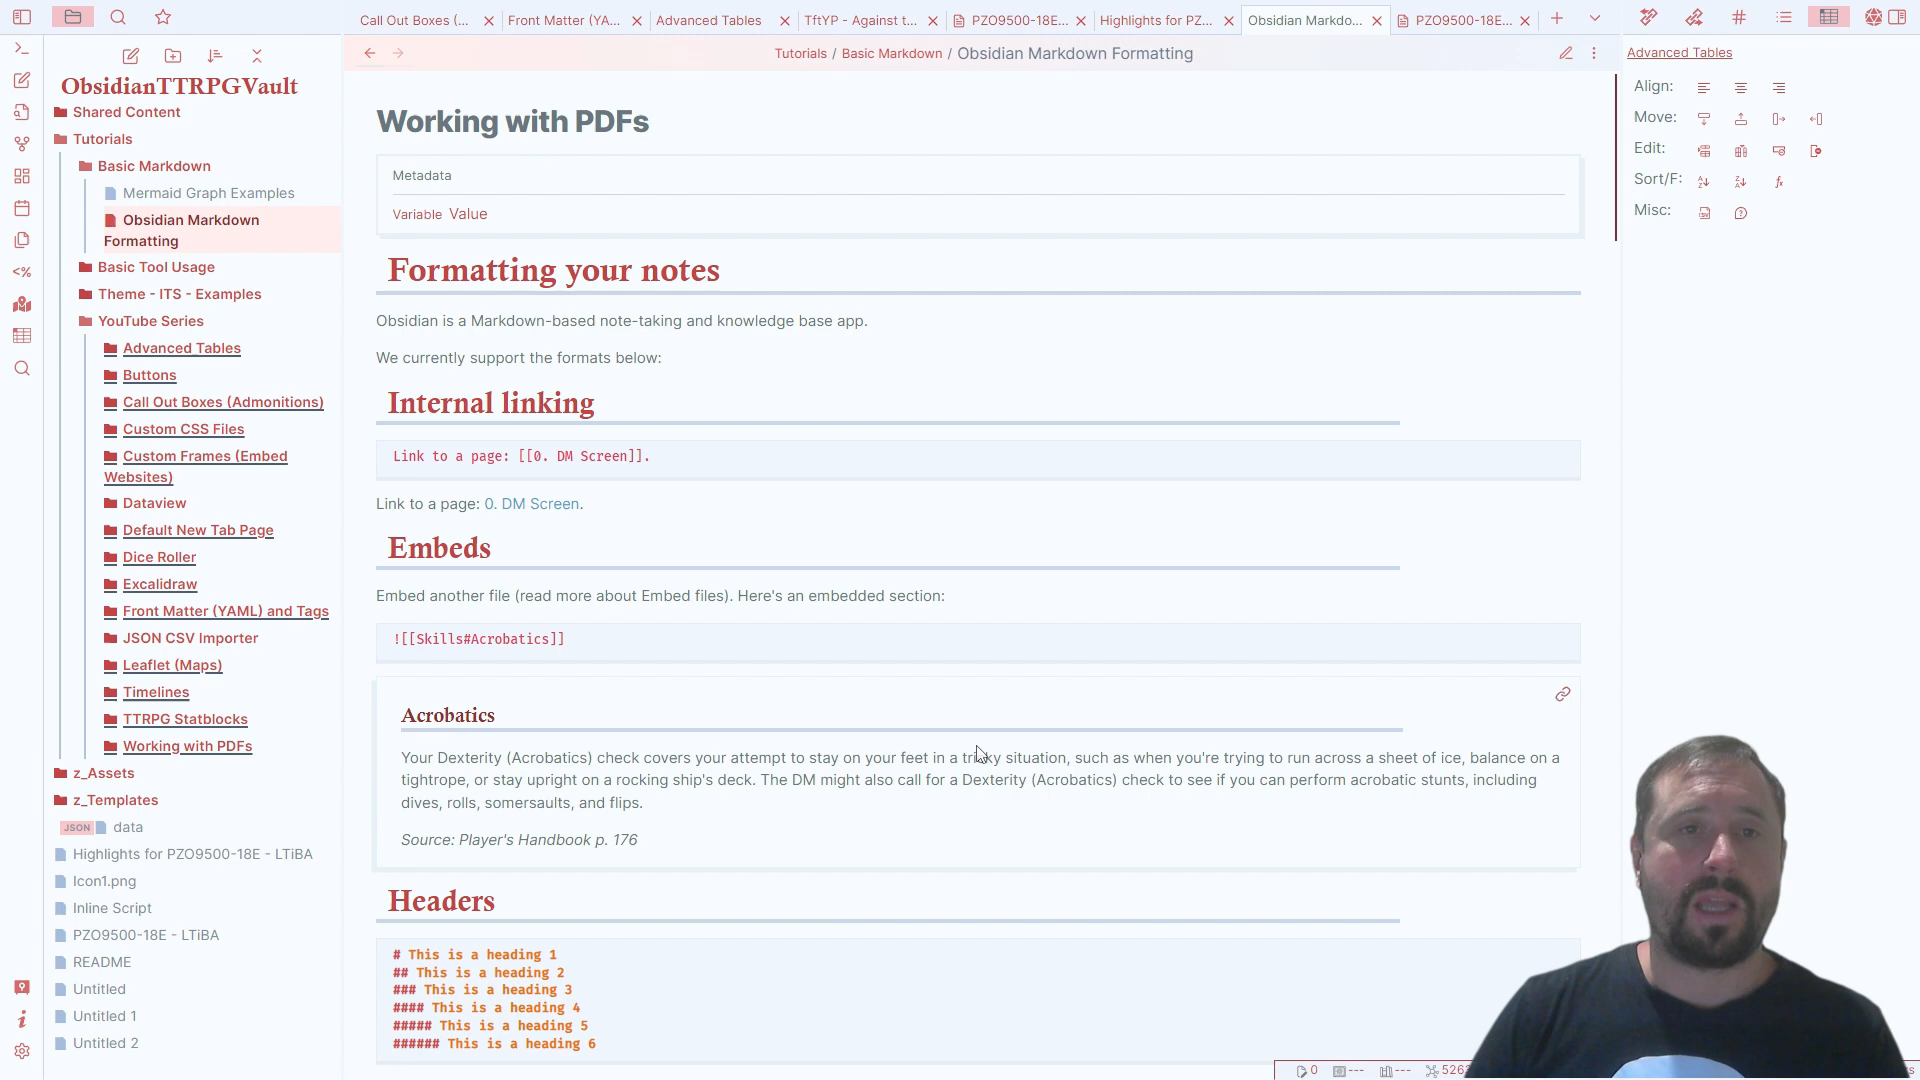 Call Out Boxes (...
Front Matter (YA...
Advanced Tables
TftYP - Against t...
PZO9500-18E...
Highlights for PZ...
Obsidian Markdo...
PZO9500-18E...
Tutorials / Basic Markdown / Obsidian Markdown Formatting
ObsidianTTRPGVault
Shared Content
Tutorials
Basic Markdown
Mermaid Graph Examples
Obsidian Markdown
Formatting
Basic Tool Usage
Theme - ITS - Examples
YouTube Series
Advanced Tables
Buttons
Call Out Boxes (Admonitions)
Custom CSS Files
Custom Frames (Embed
Websites)
Dataview
Default New Tab Page
Dice Roller
Excalidraw
Front Matter (YAML) and Tags
JSON CSV Importer
Leaflet (Maps)
Timelines
TTRPG Statblocks
Working with PDFs
z_Assets
z_Templates
JSON data
Highlights for PZO9500-18E - LTiBA
Icon1.png
Inline Script
PZO9500-18E - LTiBA
README
Untitled
Untitled 1
Untitled 2
<%
Working with PDFs
Metadata
Variable Value
Formatting your notes
Obsidian is a Markdown-based note-taking and knowledge base app.
We currently support the formats below:
Internal linking
Link to a page: [[0. DM Screen]].
Link to a page: 0. DM Screen.
Embeds
Embed another file (read more about Embed files). Here's an embedded section:
![[Skills#Acrobatics]]
Acrobatics
Your Dexterity (Acrobatics) check covers your attempt to stay on your feet in a tricky situation, such as when you're trying to run across a sheet of ice, balance on a
tightrope, or stay upright on a rocking ship's deck. The DM might also call for a Dexterity (Acrobatics) check to see if you can perform acrobatic stunts, including
dives, rolls, somersaults, and flips.
Source: Player's Handbook p. 176
Headers
# This is a heading 1
## This is a heading 2
### This is a heading 3
#### This is a heading 4
##### This is a heading 5
###### This is a heading 6
Advanced Tables
Align:
Move:
Edit:
Sort/F:
Misc:
0 --- ---